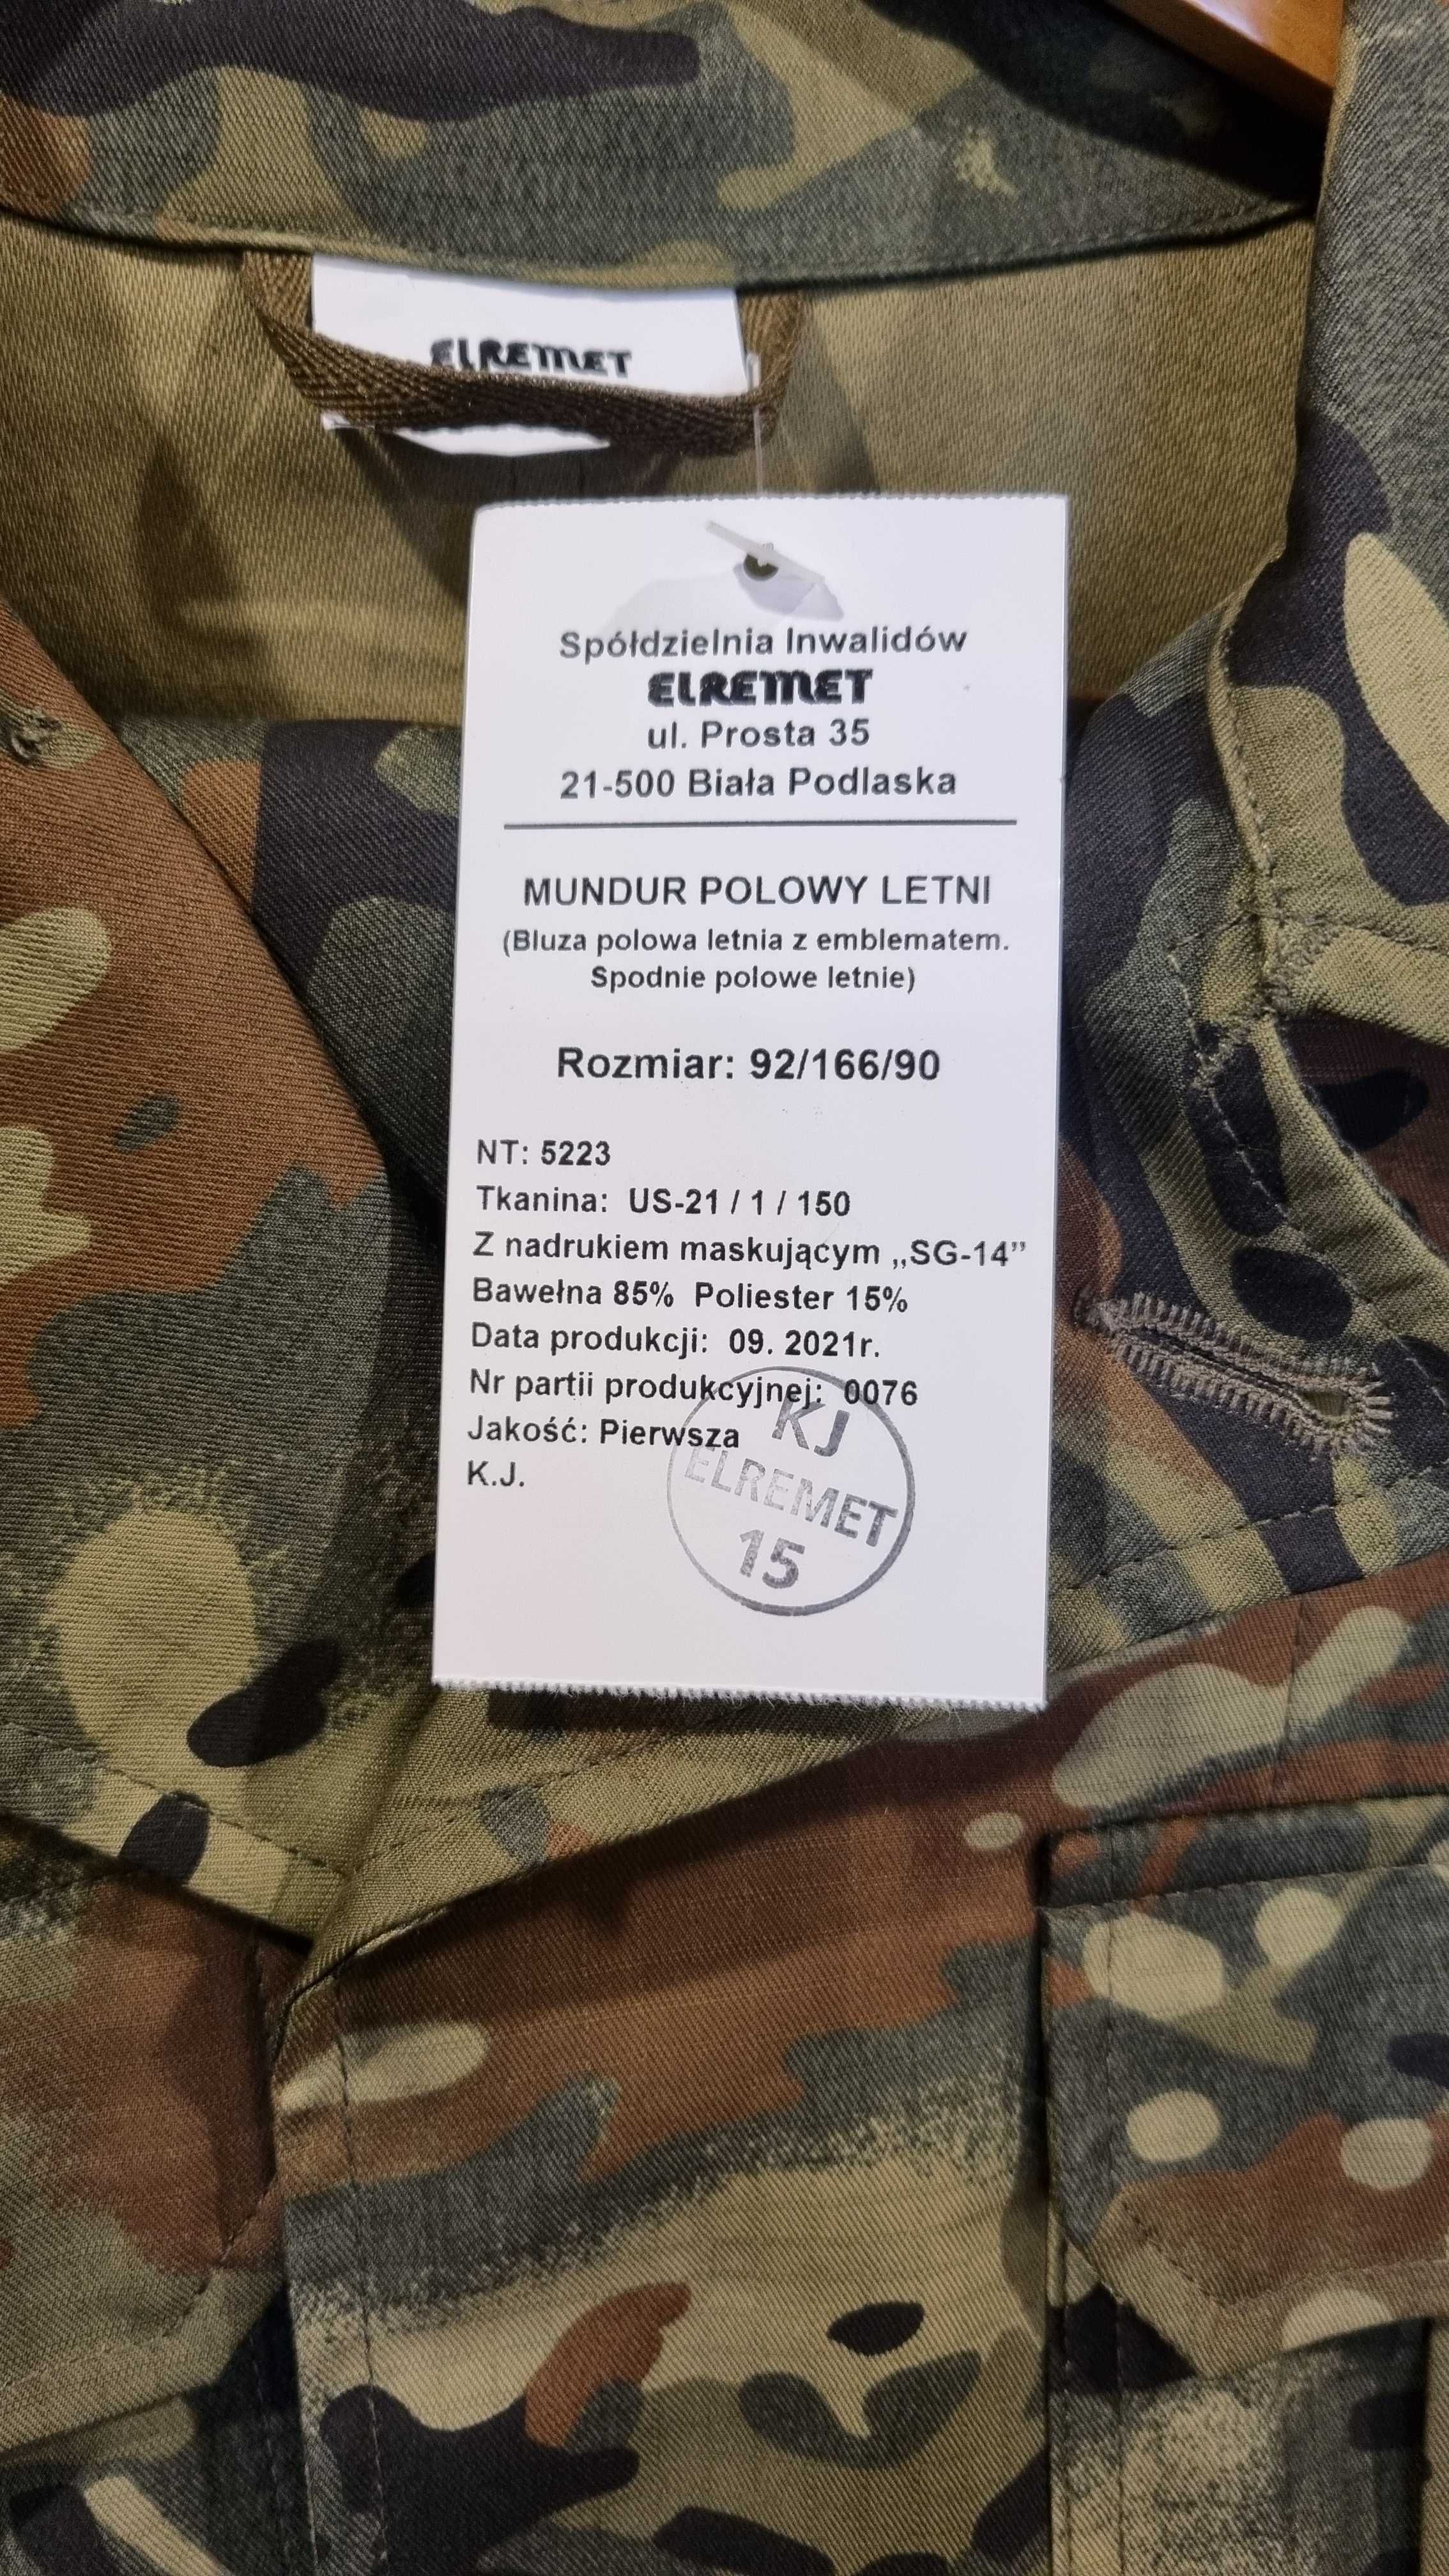 ELREMET
Spółdzielnia Inwalidów
ELREMET
ul. Prosta 35
21-500 Biała Podlaska
MUNDUR POLOWY LETNI
(Bluza polowa letnia z emblematem.
Spodnie polowe letnie)
Rozmiar: 92/166/90
NT: 5223
Tkanina: US-21 / 1 / 150
Z nadrukiem maskującym „SG-14”
Bawełna 85% Poliester 15%
Data produkcji: 09. 2021r.
Nr partii produkcyjnej: 0076
Jakość: Pierwsza
K.J.
KJ
ELREMET
15